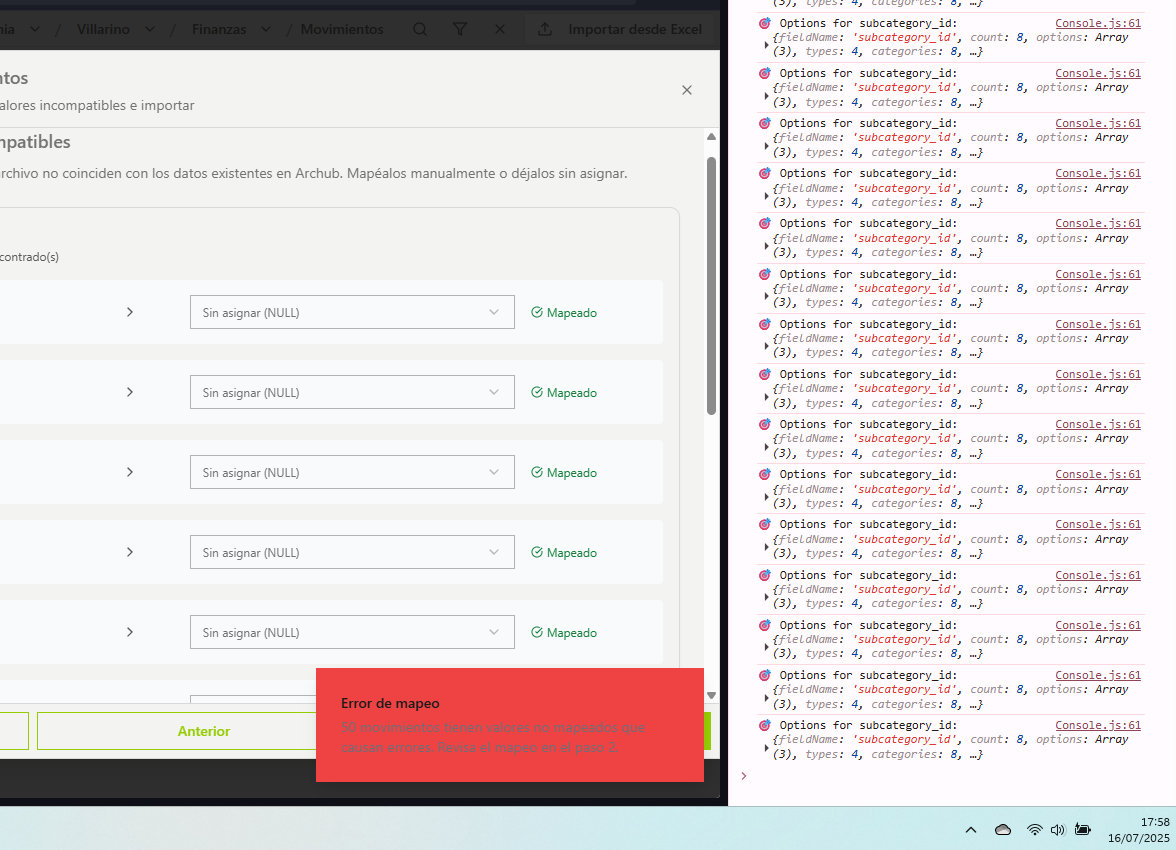 nia
Villarino
/
Finanzas
/
Movimientos
Importar desde Excel
ntos
alores incompatibles e importar
npatibles
archivo no coinciden con los datos existentes en Archub. Mapéalos manualmente o déjalos sin asignar.
contrado(s)
Sin asignar (NULL)
Mapeado
Sin asignar (NULL)
Mapeado
Sin asignar (NULL)
Mapeado
Sin asignar (NULL)
Mapeado
Sin asignar (NULL)
Mapeado
Anterior
Error de mapeo
58 movimientos tienen valores no mapeados que
causan errores. Revisa el mapeo en el paso 2.
(3), types: 4, categories: 8, …}
Options for subcategory_id: Console.js:61
{fieldName: 'subcategory_id', count: 8, options: Array
(3), types: 4, categories: 8, …}
Options for subcategory_id: Console.js:61
{fieldName: 'subcategory_id', count: 8, options: Array
(3), types: 4, categories: 8, …}
Options for subcategory_id: Console.js:61
{fieldName: 'subcategory_id', count: 8, options: Array
(3), types: 4, categories: 8, …}
Options for subcategory_id: Console.js:61
{fieldName: 'subcategory_id', count: 8, options: Array
(3), types: 4, categories: 8, …}
Options for subcategory_id: Console.js:61
{fieldName: 'subcategory_id', count: 8, options: Array
(3), types: 4, categories: 8, …}
Options for subcategory_id: Console.js:61
{fieldName: 'subcategory_id', count: 8, options: Array
(3), types: 4, categories: 8, …}
Options for subcategory_id: Console.js:61
{fieldName: 'subcategory_id', count: 8, options: Array
(3), types: 4, categories: 8, …}
Options for subcategory_id: Console.js:61
{fieldName: 'subcategory_id', count: 8, options: Array
(3), types: 4, categories: 8, …}
Options for subcategory_id: Console.js:61
{fieldName: 'subcategory_id', count: 8, options: Array
(3), types: 4, categories: 8, …}
Options for subcategory_id: Console.js:61
{fieldName: 'subcategory_id', count: 8, options: Array
(3), types: 4, categories: 8, …}
Options for subcategory_id: Console.js:61
{fieldName: 'subcategory_id', count: 8, options: Array
(3), types: 4, categories: 8, …}
Options for subcategory_id: Console.js:61
{fieldName: 'subcategory_id', count: 8, options: Array
(3), types: 4, categories: 8, …}
Options for subcategory_id: Console.js:61
{fieldName: 'subcategory_id', count: 8, options: Array
(3), types: 4, categories: 8, …}
Options for subcategory_id: Console.js:61
{fieldName: 'subcategory_id', count: 8, options: Array
(3), types: 4, categories: 8, …}
Options for subcategory_id: Console.js:61
{fieldName: 'subcategory_id', count: 8, options: Array
(3), types: 4, categories: 8, …}
17:58
16/07/2025